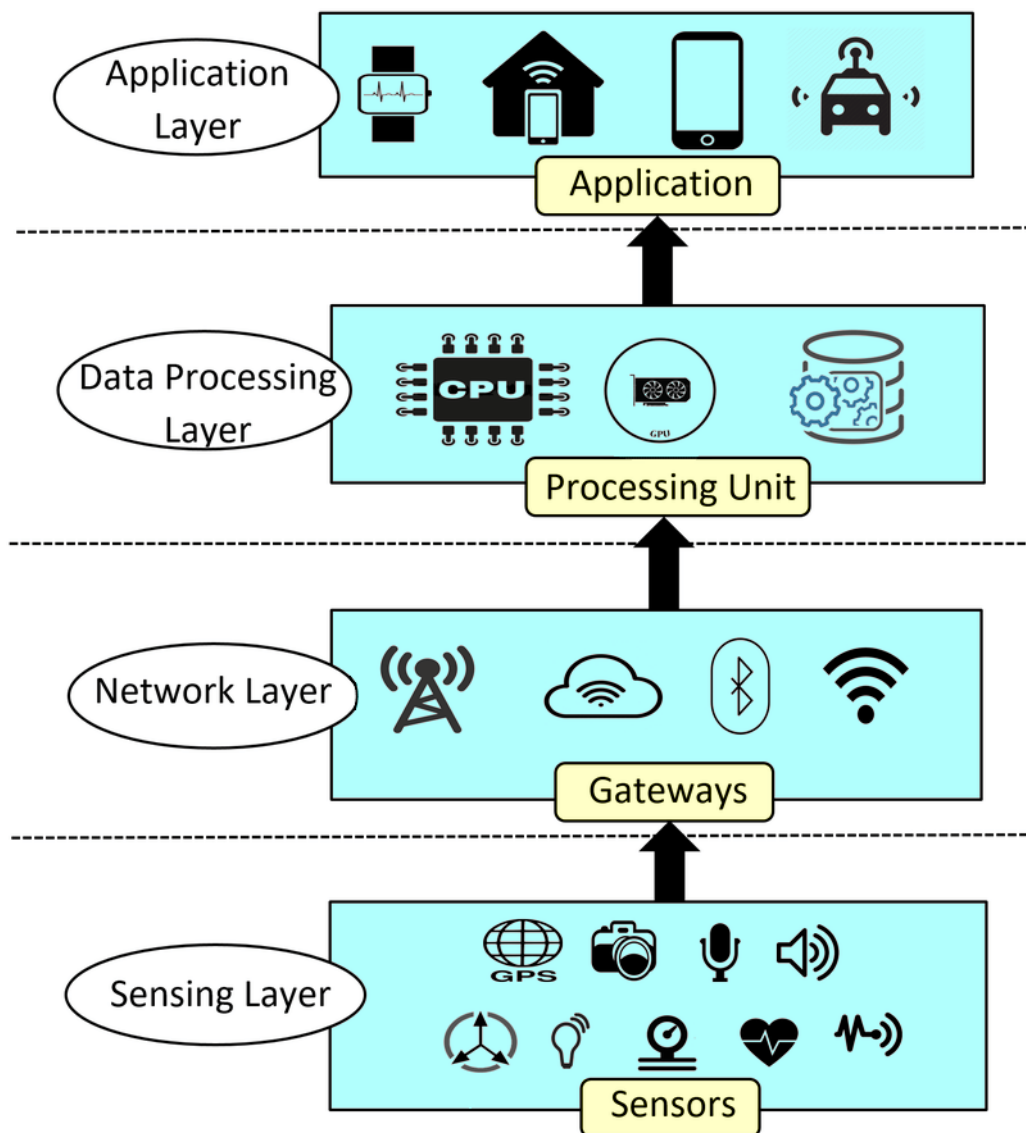 Application
Layer
Application
Data Processing
Layer
CPU
GPU
Processing Unit
Network Layer
Gateways
Sensing Layer
GPS
Sensors